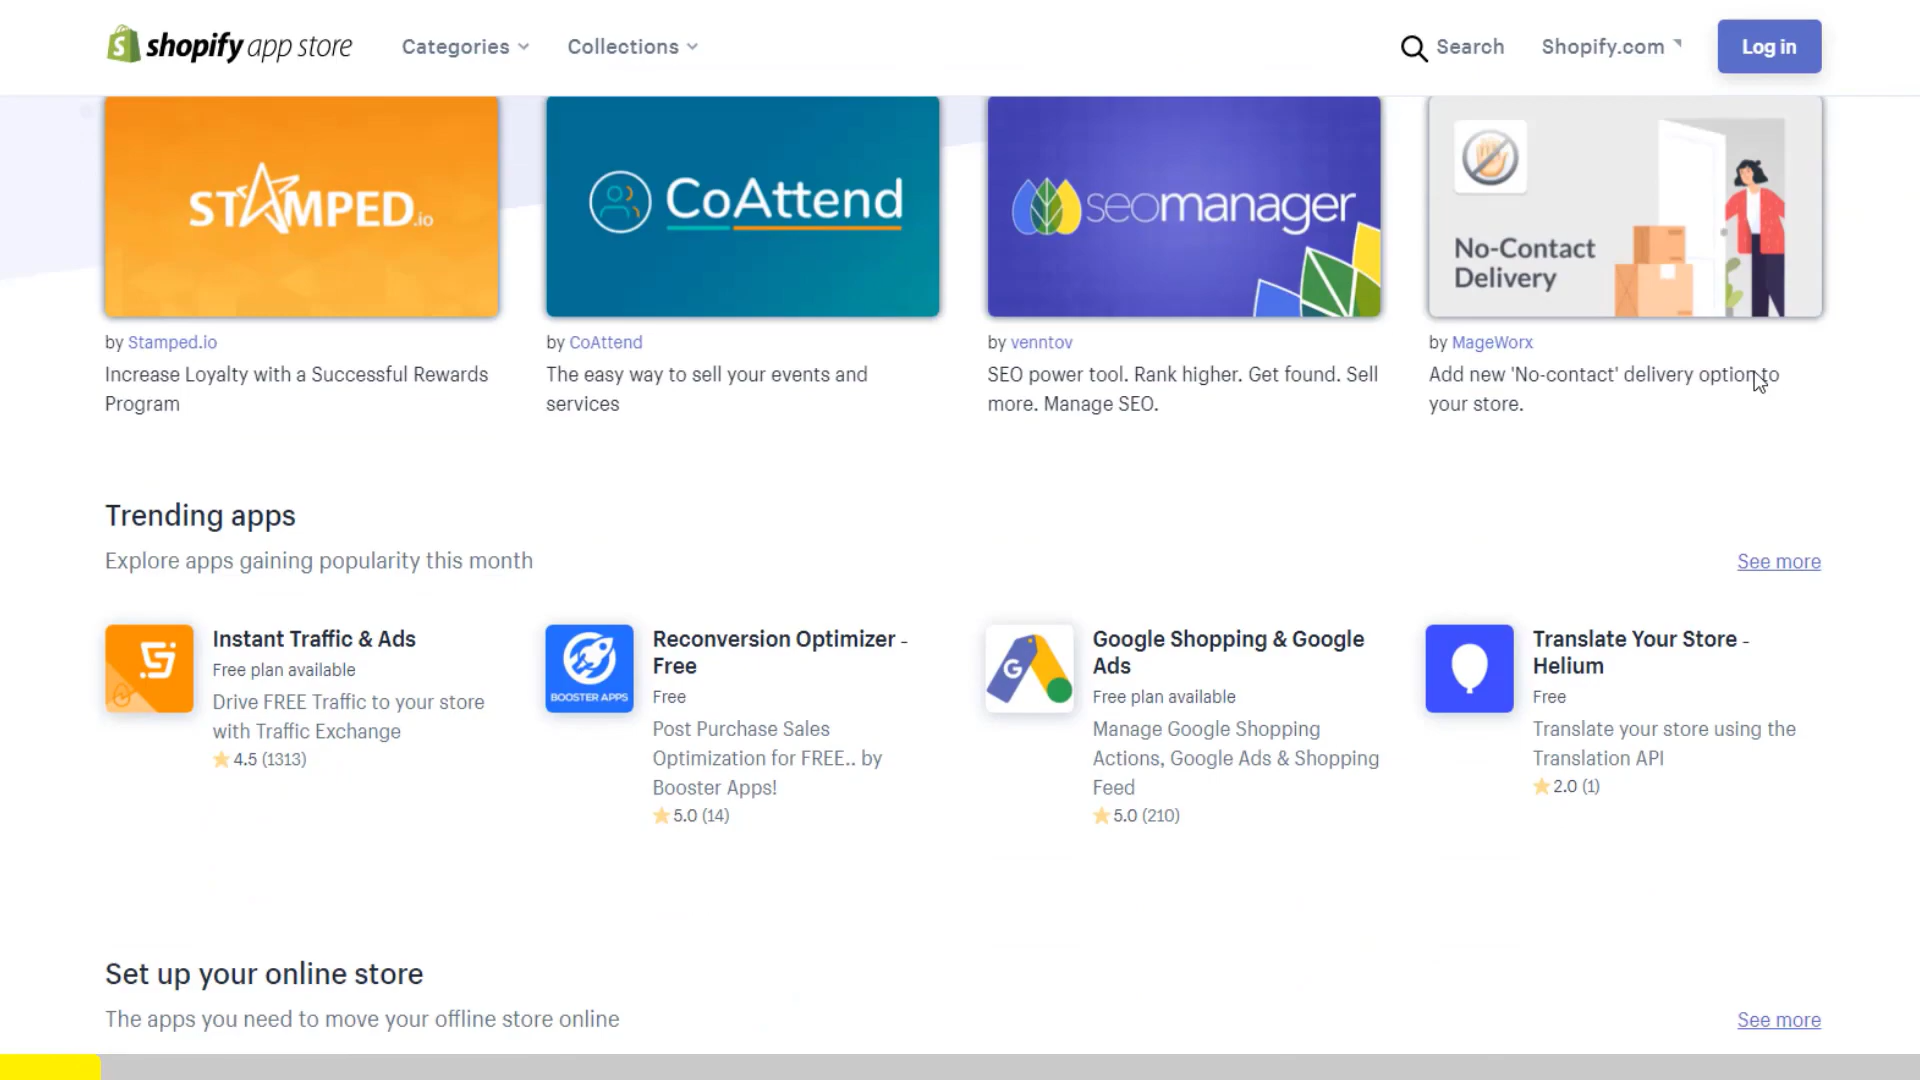 shopify app store
Categories
Collections
Search
Shopify.com
Log in
STAMPED.io
CoAttend
seomanager
No-Contact
Delivery
by Stamped.io
Increase Loyalty with a Successful Rewards
Program
by CoAttend
The easy way to sell your events and
services
by venntov
SEO power tool. Rank higher. Get found. Sell
more. Manage SEO.
by MageWorx
Add new 'No-contact' delivery option to
your store.
Trending apps
Explore apps gaining popularity this month
See more
Instant Traffic & Ads
Free plan available
Drive FREE Traffic to your store
with Traffic Exchange
4.5 (1313)
BOOSTER APPS
Reconversion Optimizer -
Free
Free
Post Purchase Sales
Optimization for FREE.. by
Booster Apps!
5.0 (14)
G
Google Shopping & Google
Ads
Free plan available
Manage Google Shopping
Actions, Google Ads & Shopping
Feed
5.0 (210)
Translate Your Store -
Helium
Free
Translate your store using the
Translation API
2.0 (1)
Set up your online store
The apps you need to move your offline store online
See more